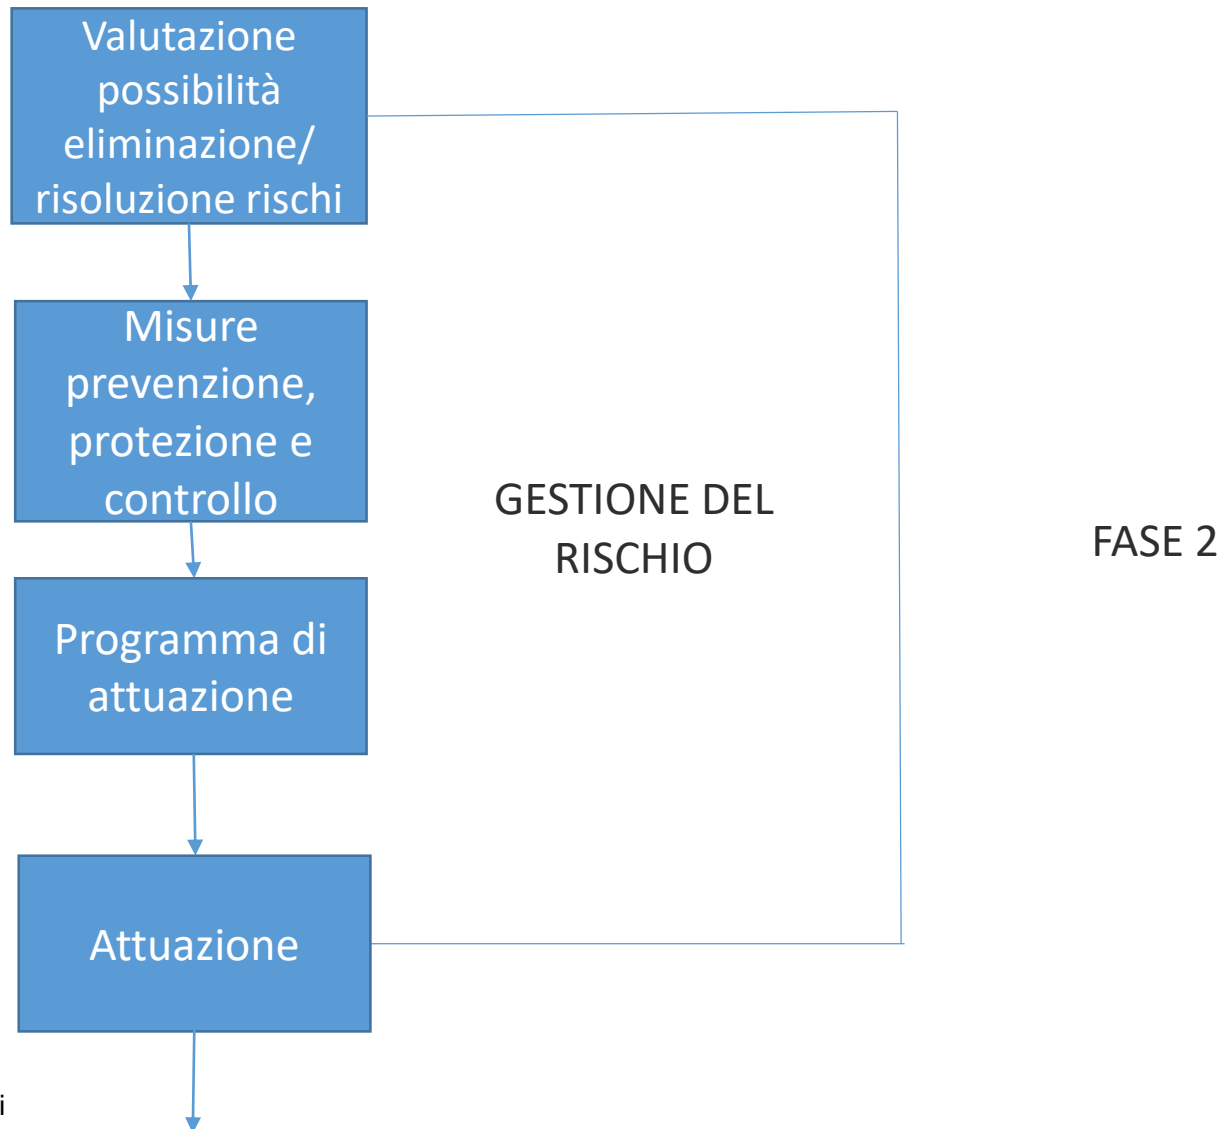 Valutazione
possibilità
eliminazione/
risoluzione rischi
Misure
prevenzione,
protezione e
controllo
GESTIONE DEL
RISCHIO
FASE 2
Programma di
attuazione
Attuazione
i